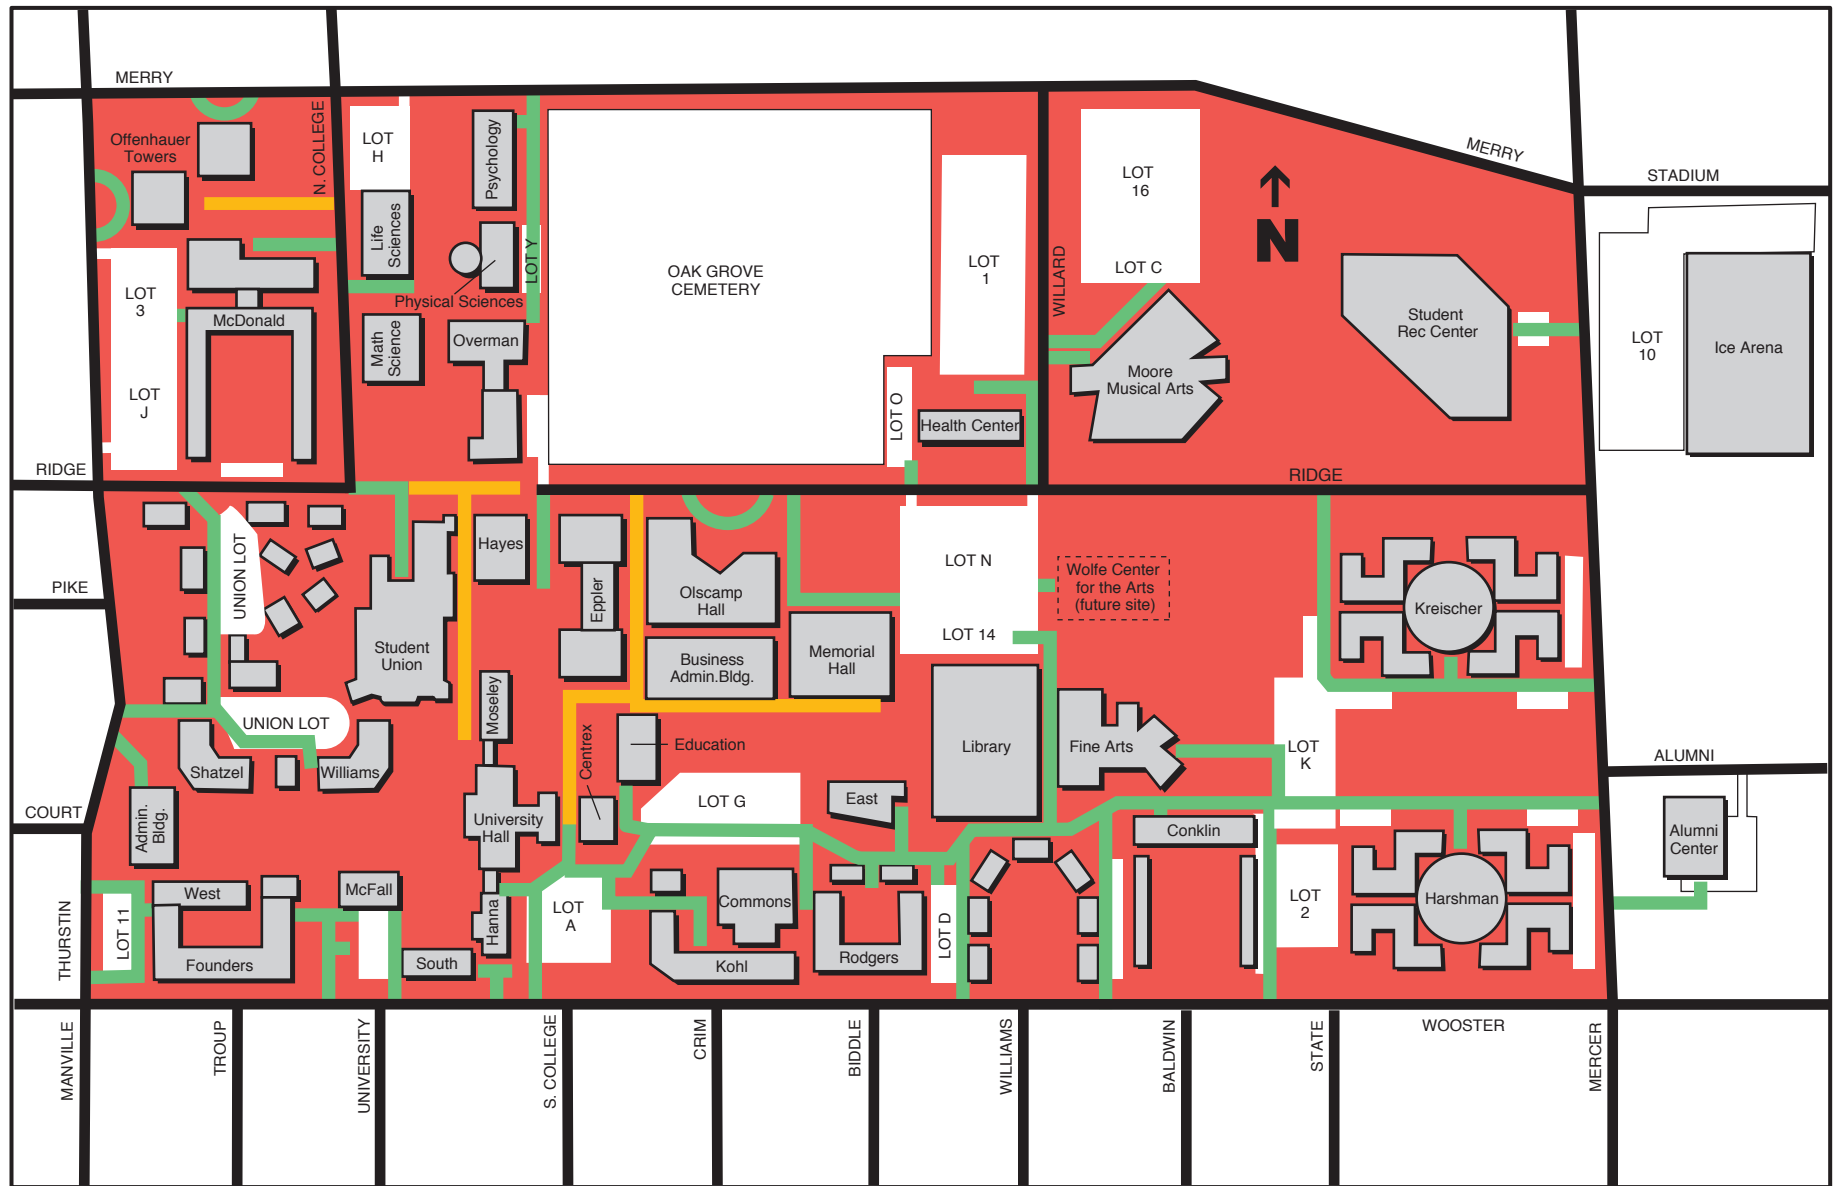 MERRY
N. COLLEGE
Offenhauer
Towers
LOT
H
Psychology
Life
Sciences
LOT Y
Physical Sciences
OAK GROVE
CEMETERY
LOT
1
LOT
16
LOT C
WILLARD
N
MERRY
STADIUM
LOT
3
McDonald
LOT
J
Math
Science
Overman
LOT O
Health Center
Moore
Musical Arts
Student
Rec Center
LOT
10
Ice Arena
RIDGE
RIDGE
PIKE
UNION LOT
Student
Union
Hayes
Eppler
Olscamp
Hall
LOT N
Wolfe Center
for the Arts
(future site)
LOT 14
Kreischer
Business
Admin.Bldg.
Memorial
Hall
Moseley
UNION LOT
Shatzel
Williams
Centrex
Education
Library
Fine Arts
LOT
K
ALUMNI
COURT
Admin.
Bldg.
University
Hall
LOT G
East
Conklin
Alumni
Center
THURSTIN
LOT 11
West
Founders
McFall
South
Hanna
LOT
A
Commons
Kohl
Rodgers
LOT D
LOT
2
Harshman
MANVILLE
TROUP
UNIVERSITY
S. COLLEGE
CRIM
BIDDLE
WILLIAMS
BALDWIN
STATE
WOOSTER
MERCER